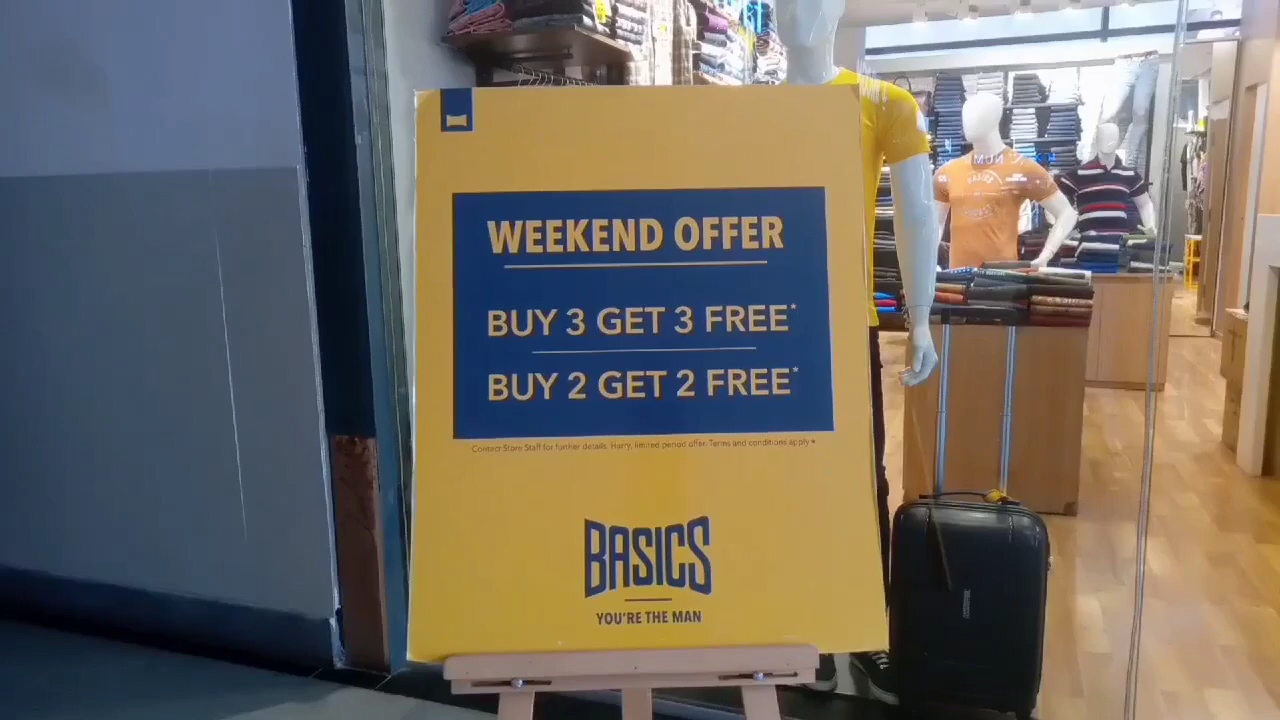 WEEKEND OFFER
BUY 3 GET 3 FREE*
BUY 2 GET 2 FREE*
Contact Store Staff for further details. Hurry, limited period offer. Terms and conditions apply *
BASICS
YOU'RE THE MAN